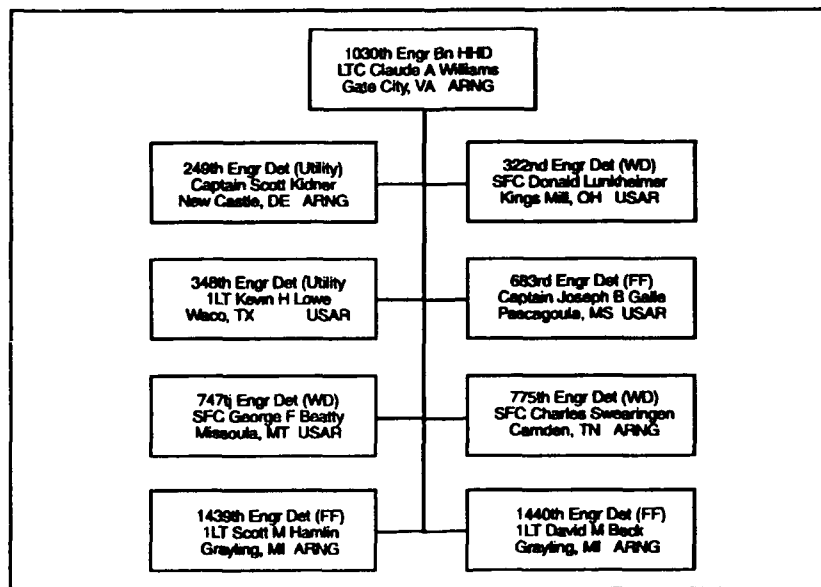 1030th Engr Bn HHD
LTC Claude A Williams
Gate City, VA ARNG
249th Engr Det (Utility)
Captain Scott Kidner
New Castle, DE ARNG
322nd Engr Det (WD)
SFC Donald Lunkheimer
Kings Mill, OH USAR
348th Engr Det (Utility
1LT Kevin H Lowe
Waco, TX USAR
683rd Engr Det (FF)
Captain Joseph B Galle
Pascagoula, MS USAR
747tj Engr Det (WD)
SFC George F Beatty
Missoula, MT USAR
775th Engr Det (WD)
SFC Charles Swearingen
Camden, TN ARNG
1439th Engr Det (FF)
1LT Scott M Hamlin
Grayling, MI ARNG
1440th Engr Det (FF)
1LT David M Beck
Grayling, MI ARNG